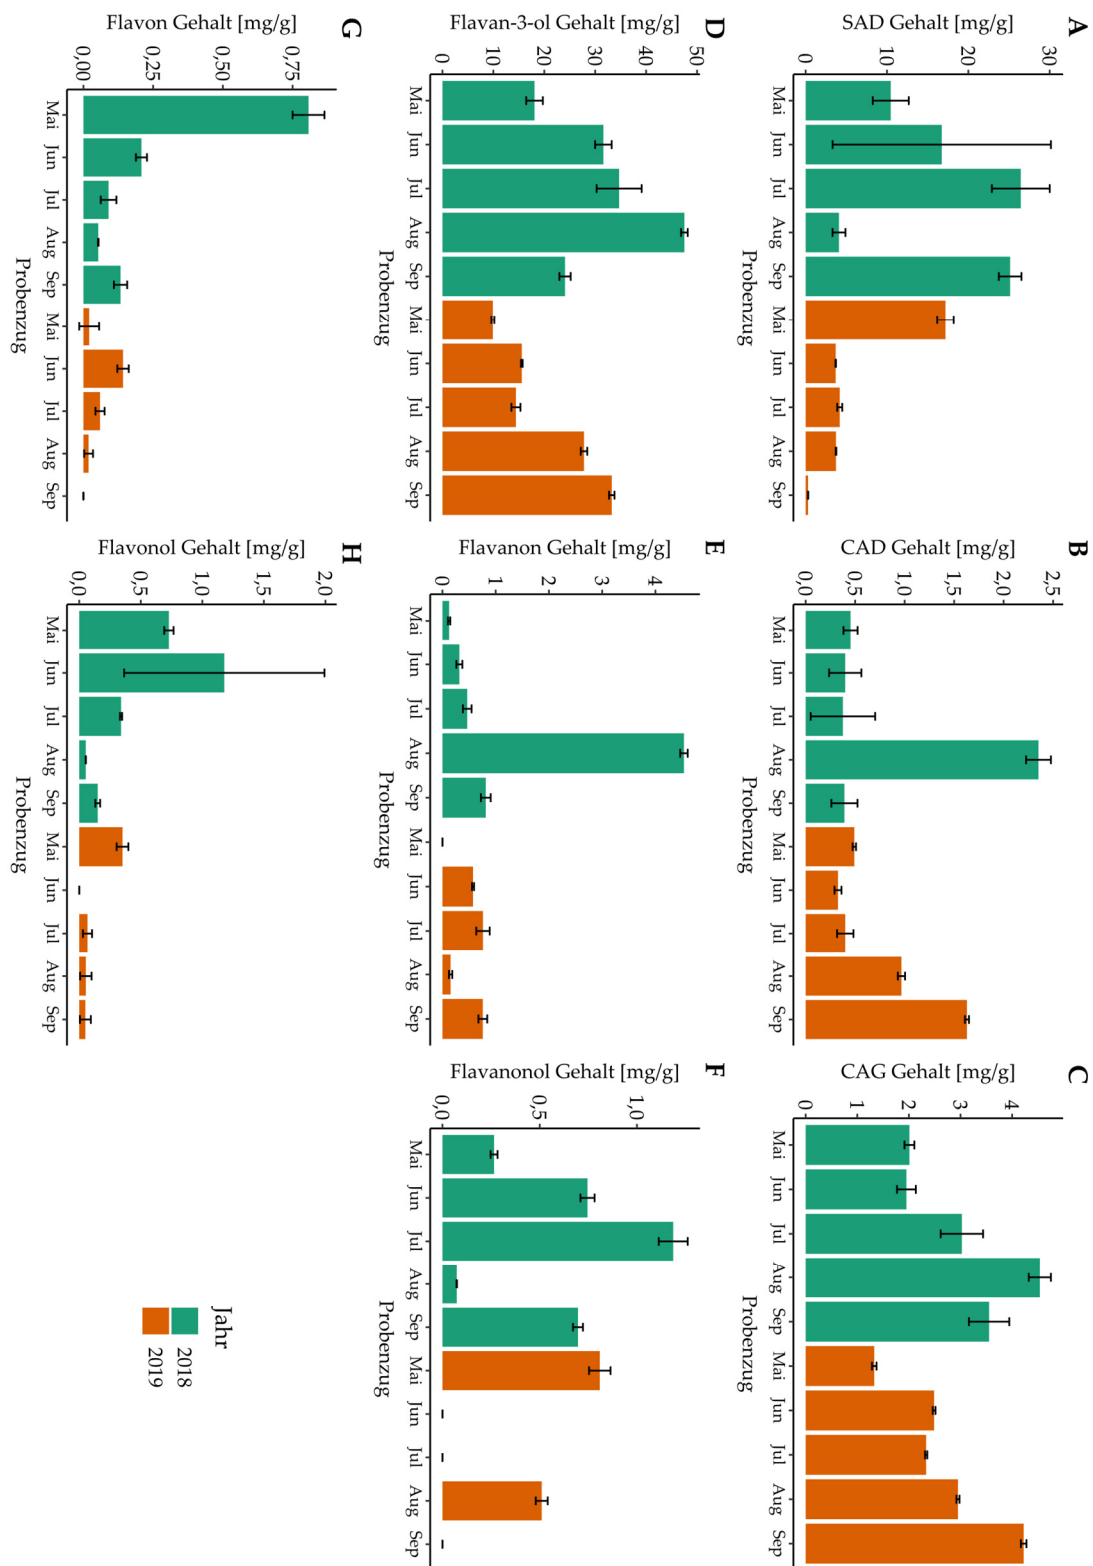 A
SAD Gehalt [mg/g]
30
20
10
0
Mai Jun Jul Aug Sep Mai Jun Jul Aug Sep
Probenzug
B
CAD Gehalt [mg/g]
2,5
2,0
1,5
1,0
0,5
0,0
Mai Jun Jul Aug Sep Mai Jun Jul Aug Sep
Probenzug
C
CAG Gehalt [mg/g]
4
3
2
1
0
Mai Jun Jul Aug Sep Mai Jun Jul Aug Sep
Probenzug
D
Flavan-3-ol Gehalt [mg/g]
50
40
30
20
10
0
Mai Jun Jul Aug Sep Mai Jun Jul Aug Sep
Probenzug
E
Flavanon Gehalt [mg/g]
4
3
2
1
0
Mai Jun Jul Aug Sep Mai Jun Jul Aug Sep
Probenzug
F
Flavanonol Gehalt [mg/g]
1,0
0,5
0,0
Mai Jun Jul Aug Sep Mai Jun Jul Aug Sep
Probenzug
G
Flavon Gehalt [mg/g]
0,75
0,50
0,25
0,00
Mai Jun Jul Aug Sep Mai Jun Jul Aug Sep
Probenzug
H
Flavonol Gehalt [mg/g]
2,0
1,5
1,0
0,5
0,0
Mai Jun Jul Aug Sep Mai Jun Jul Aug Sep
Probenzug
Jahr
2018
2019